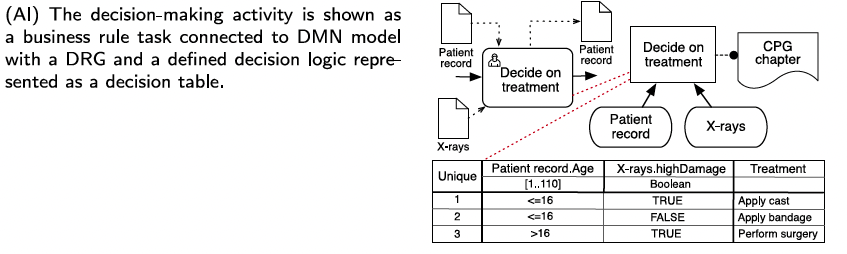 (AI) The decision-making activity is shown as
a business rule task connected to DMN model
with a DRG and a defined decision logic repre-
sented as a decision table.
Patient
record
Patient
record
Decide on
treatment
X-rays
Decide on
treatment
CPG
chapter
Patient
record
X-rays
Unique Patient record.Age X-rays.highDamage Treatment
[1..110] Boolean
1 <=16 TRUE Apply cast
2 <=16 FALSE Apply bandage
3 >16 TRUE Perform surgery